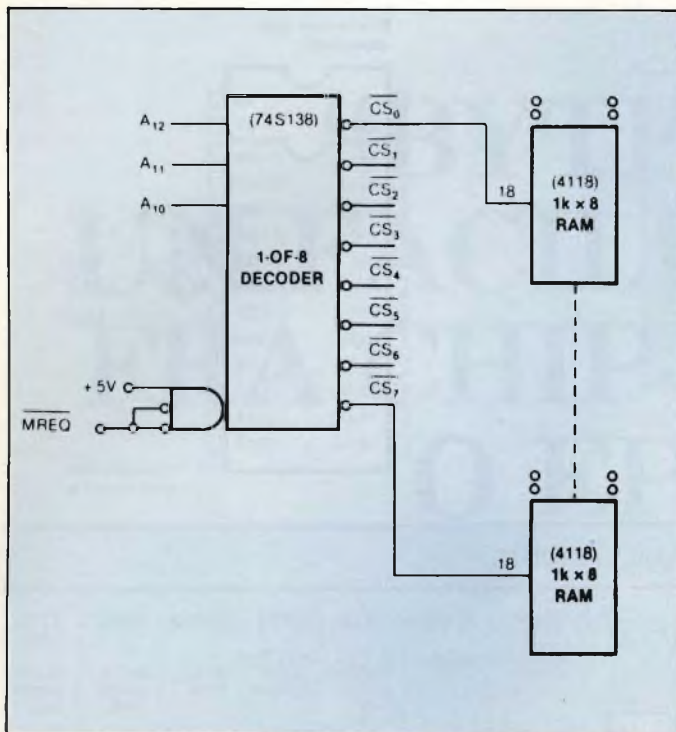 A₁₂
A₁₁
A₁₀
+ 5V
MREQ
(74S138)
1-OF-8
DECODER
CS₀
CS₁
CS₂
CS₃
CS₄
CS₅
CS₆
CS₇
18
(4118)
1k × 8
RAM
18
(4118)
1k × 8
RAM